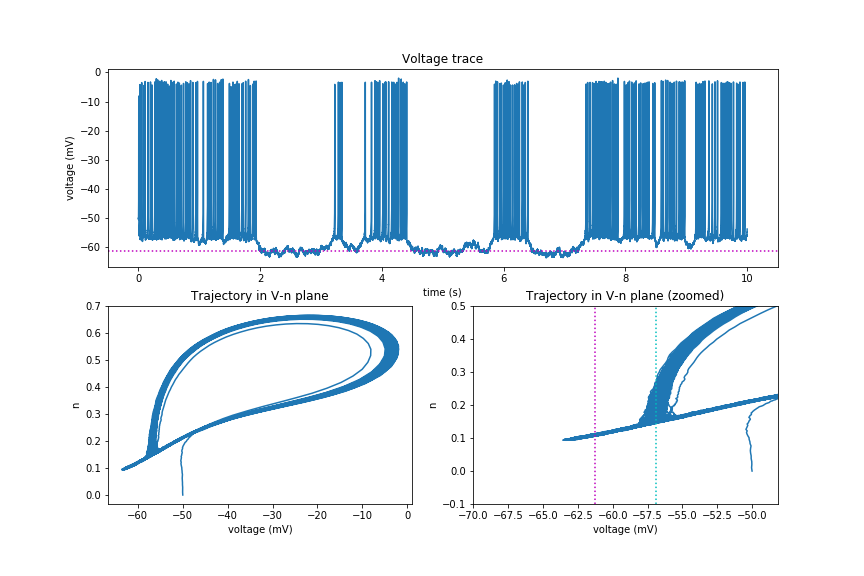 Voltage trace
0
−10
−20
−30
−40
−50
−60
voltage (mV)
0 2 4 6 8 10
time (s)
Trajectory in V-n plane
0.7
0.6
0.5
0.4
0.3
0.2
0.1
0.0
n
−60 −50 −40 −30 −20 −10 0
voltage (mV)
Trajectory in V-n plane (zoomed)
0.5
0.4
0.3
0.2
0.1
0.0
−0.1
n
−70.0 −67.5 −65.0 −62.5 −60.0 −57.5 −55.0 −52.5 −50.0
voltage (mV)